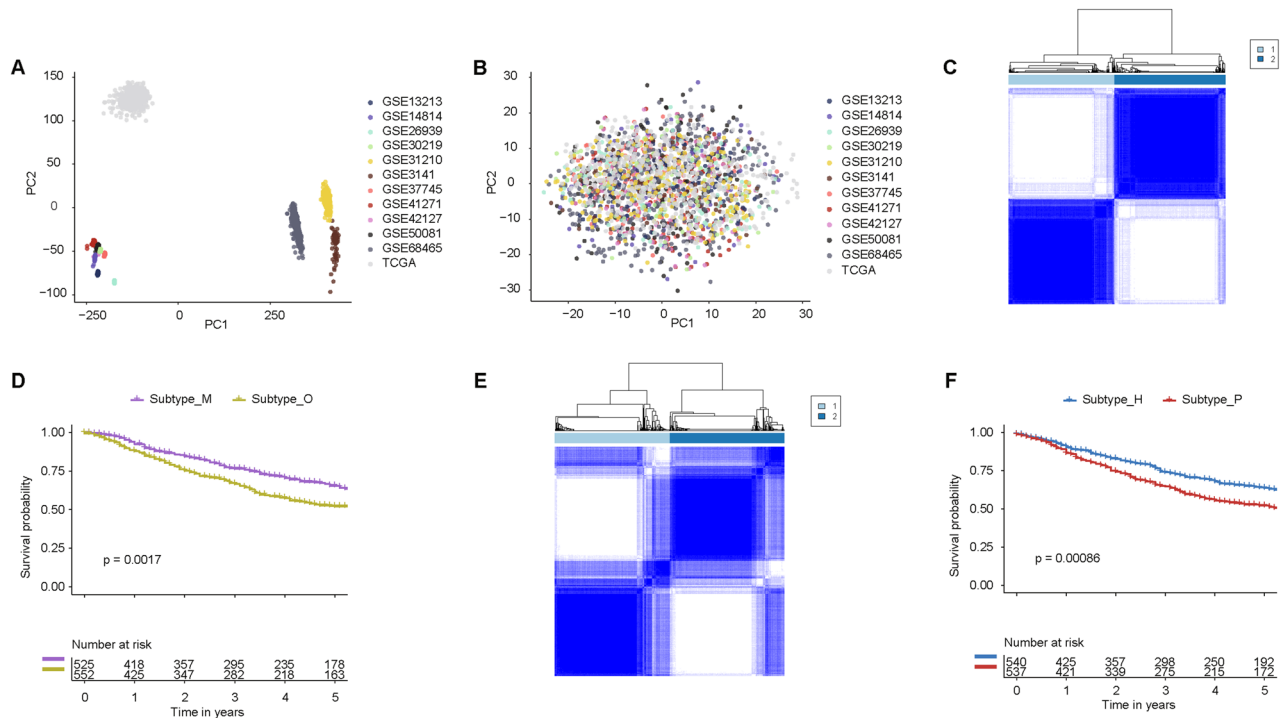 A
150
100
50
0
−50
−100
PC2
−250
0
250
PC1
GSE13213
GSE14814
GSE26939
GSE30219
GSE31210
GSE3141
GSE37745
GSE41271
GSE42127
GSE50081
GSE68465
TCGA
B
30
20
10
0
−10
−20
−30
PC2
−20
−10
0
10
20
30
PC1
GSE13213
GSE14814
GSE26939
GSE30219
GSE31210
GSE3141
GSE37745
GSE41271
GSE42127
GSE50081
GSE68465
TCGA
C
1
2
D
Subtype_M Subtype_O
1.00
0.75
0.50
0.25
0.00
Survival probability
p = 0.0017
Number at risk
525 418 357 295 235 178
552 425 347 282 218 163
0 1 2 3 4 5
Time in years
E
1
2
F
Subtype_H Subtype_P
1.00
0.75
0.50
0.25
0.00
Survival probability
p = 0.00086
Number at risk
540 425 357 298 250 192
537 421 339 275 215 172
0 1 2 3 4 5
Time in years